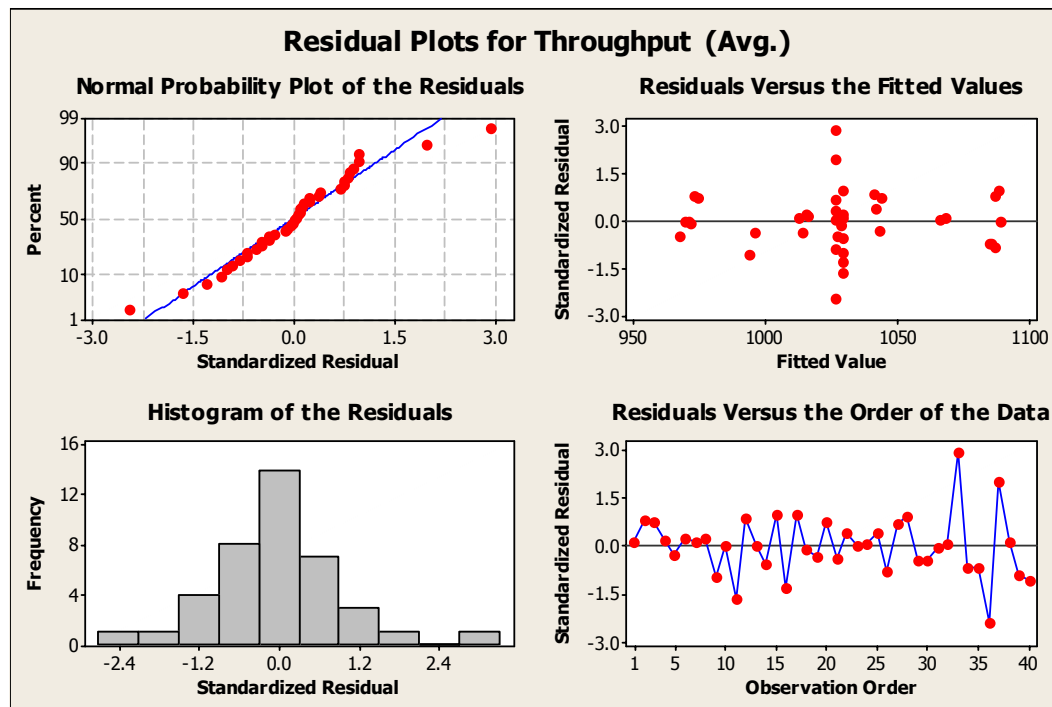 Residual Plots for Throughput (Avg.)
Normal Probability Plot of the Residuals
Percent
99
90
50
10
1
-3.0 -1.5 0.0 1.5 3.0
Standardized Residual
Residuals Versus the Fitted Values
Standardized Residual
3.0
1.5
0.0
-1.5
-3.0
950 1000 1050 1100
Fitted Value
Histogram of the Residuals
Frequency
16
12
8
4
0
-2.4 -1.2 0.0 1.2 2.4
Standardized Residual
Residuals Versus the Order of the Data
Standardized Residual
3.0
1.5
0.0
-1.5
-3.0
1 5 10 15 20 25 30 35 40
Observation Order